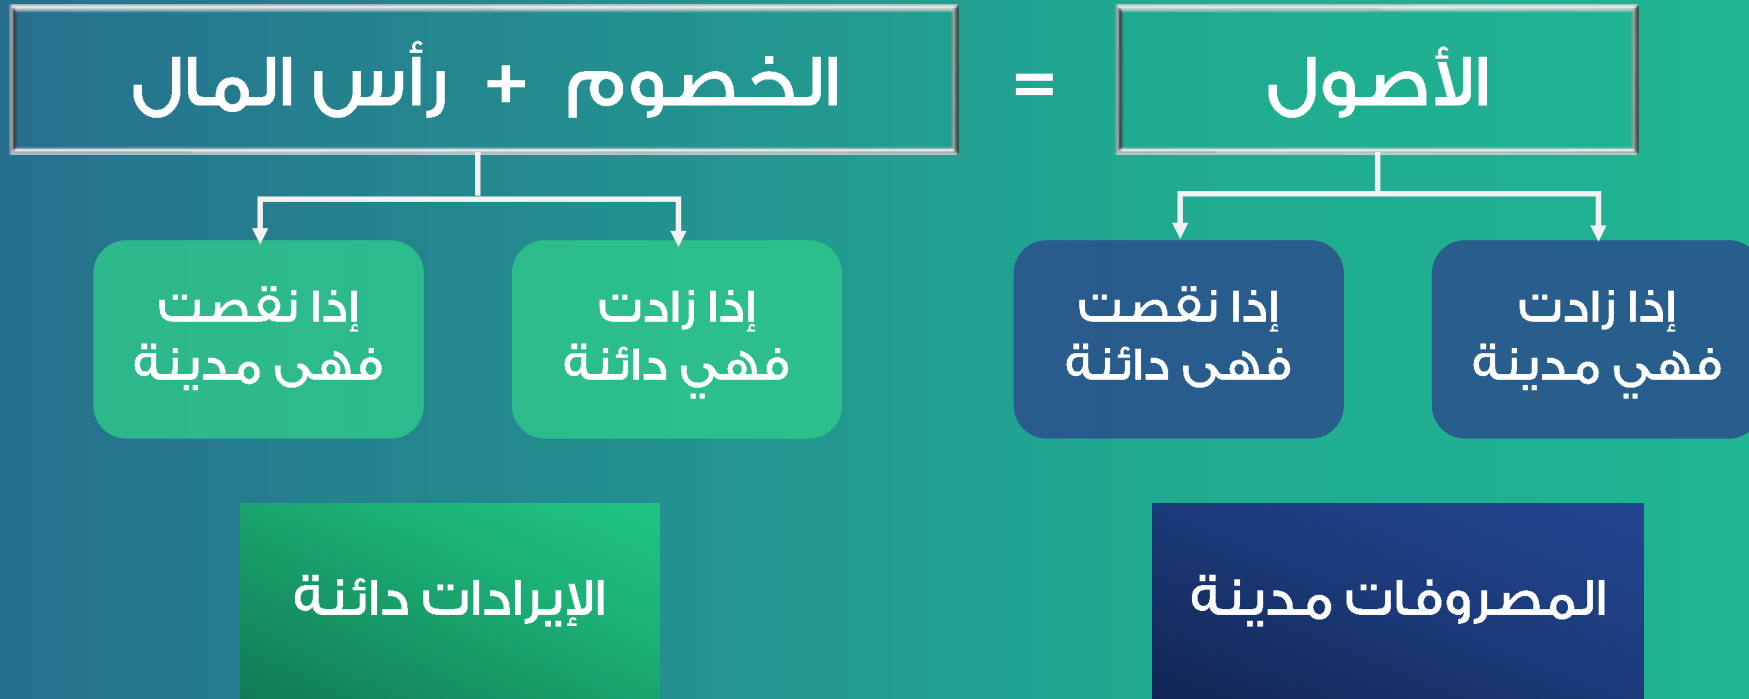 الأصول = الخصوم + رأس المال
إذا زادت
فهي مدينة
إذا نقصت
فهى دائنة
إذا زادت
فهي دائنة
إذا نقصت
فهى مدينة
المصروفات مدينة
الإيرادات دائنة